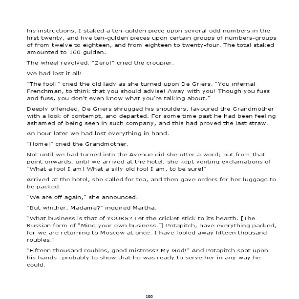 his instructions, I staked a ten-gulden piece upon several odd numbers in the
first twenty, and five ten-gulden pieces upon certain groups of numbers-groups
of from twelve to eighteen, and from eighteen to twenty-four. The total staked
amounted to 160 gulden.
The wheel revolved. "Zero!" cried the croupier.
We had lost it all!
"The fool!" cried the old lady as she turned upon De Griers. "You infernal
Frenchman, to think that you should advise! Away with you! Though you fuss
and fuss, you don't even know what you're talking about."
Deeply offended, De Griers shrugged his shoulders, favoured the Grandmother
with a look of contempt, and departed. For some time past he had been feeling
ashamed of being seen in such company, and this had proved the last straw.
An hour later we had lost everything in hand.
"Home!" cried the Grandmother.
Not until we had turned into the Avenue did she utter a word; but from that
point onwards, until we arrived at the hotel, she kept venting exclamations of
"What a fool I am! What a silly old fool I am, to be sure!"
Arrived at the hotel, she called for tea, and then gave orders for her luggage to
be packed.
"We are off again," she announced.
"But whither, Madame?" inquired Martha.
"What business is that of YOURS? Let the cricket stick to its hearth. [The
Russian form of "Mind your own business."] Potapitch, have everything packed,
for we are returning to Moscow at once. I have fooled away fifteen thousand
roubles."
"Fifteen thousand roubles, good mistress? My God!" And Potapitch spat upon
his hands-probably to show that he was ready to serve her in any way he
could.